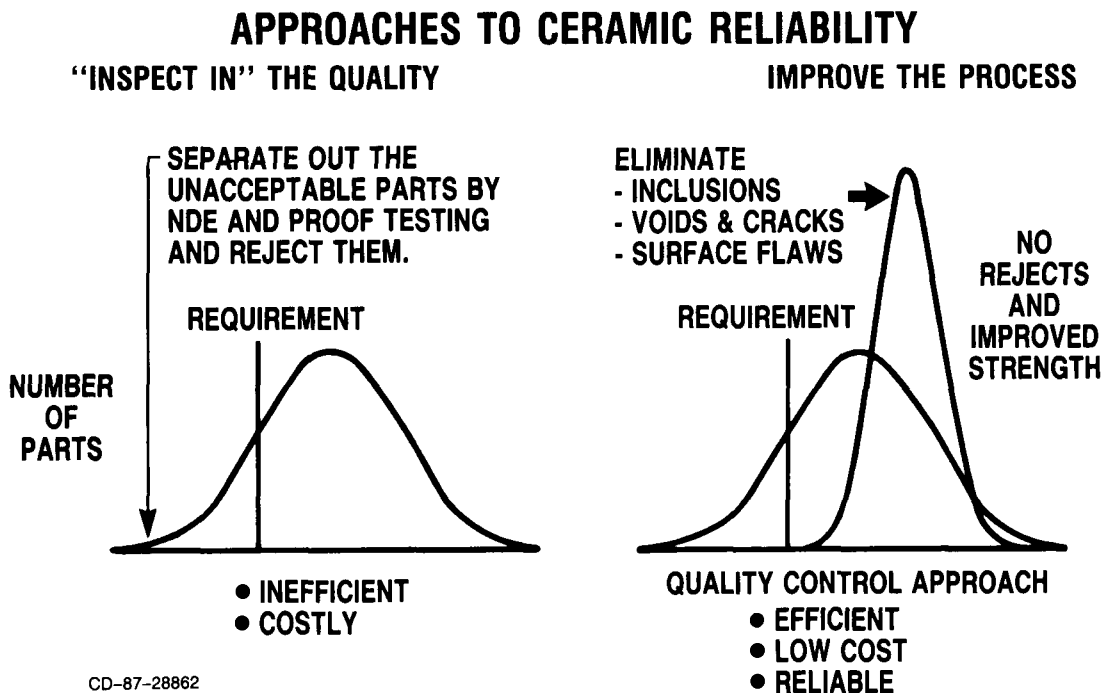 APPROACHES TO CERAMIC RELIABILITY
“INSPECT IN” THE QUALITY
SEPARATE OUT THE
UNACCEPTABLE PARTS BY
NDE AND PROOF TESTING
AND REJECT THEM.
REQUIREMENT
NUMBER
OF
PARTS
● INEFFICIENT
● COSTLY
IMPROVE THE PROCESS
ELIMINATE
- INCLUSIONS
- VOIDS & CRACKS
- SURFACE FLAWS
REQUIREMENT
NO
REJECTS
AND
IMPROVED
STRENGTH
QUALITY CONTROL APPROACH
● EFFICIENT
● LOW COST
● RELIABLE
CD-87-28862